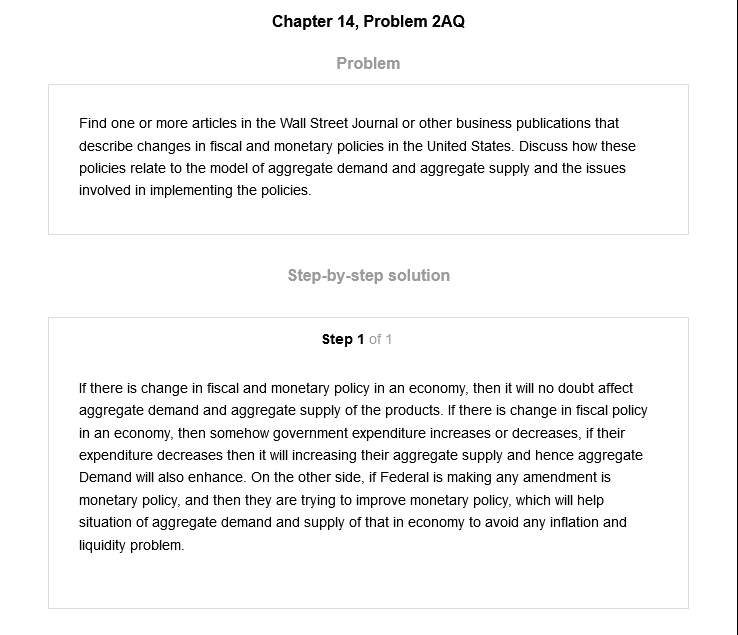 Chapter 14, Problem 2AQ
Problem
Find one or more articles in the Wall Street Journal or other business publications that
describe changes in fiscal and monetary policies in the United States. Discuss how these
policies relate to the model of aggregate demand and aggregate supply and the issues
involved in implementing the policies.
Step-by-step solution
Step 1 of 1
If there is change in fiscal and monetary policy in an economy, then it will no doubt affect
aggregate demand and aggregate supply of the products. If there is change in fiscal policy
in an economy, then somehow government expenditure increases or decreases, if their
expenditure decreases then it will increasing their aggregate supply and hence aggregate
Demand will also enhance. On the other side, if Federal is making any amendment is
monetary policy, and then they are trying to improve monetary policy, which will help
situation of aggregate demand and supply of that in economy to avoid any inflation and
liquidity problem.